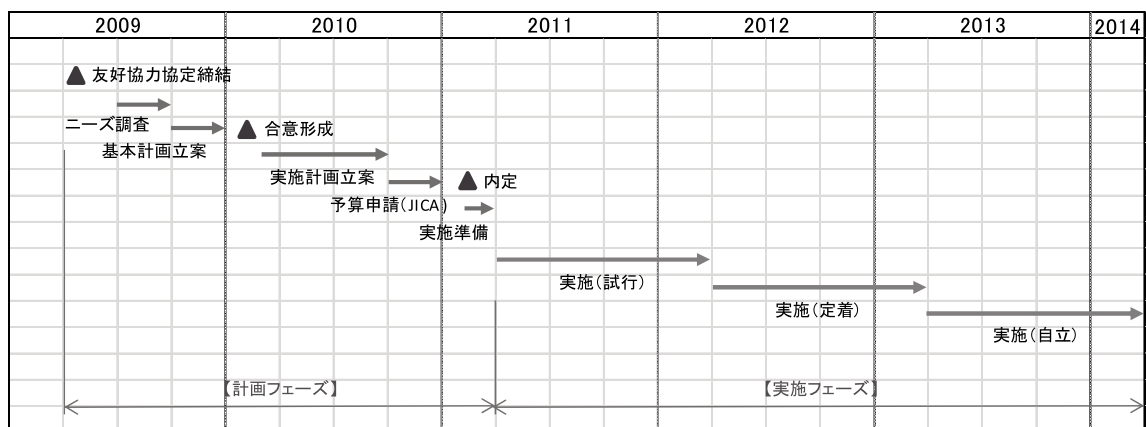 2009 2010 2011 2012 2013 2014
▲ 友好協力協定締結
ニーズ調査
▲ 合意形成
基本計画立案
実施計画立案
▲ 内定
予算申請(JICA)
実施準備
実施(試行)
実施(定着)
実施(自立)
【計画フェーズ】 【実施フェーズ】